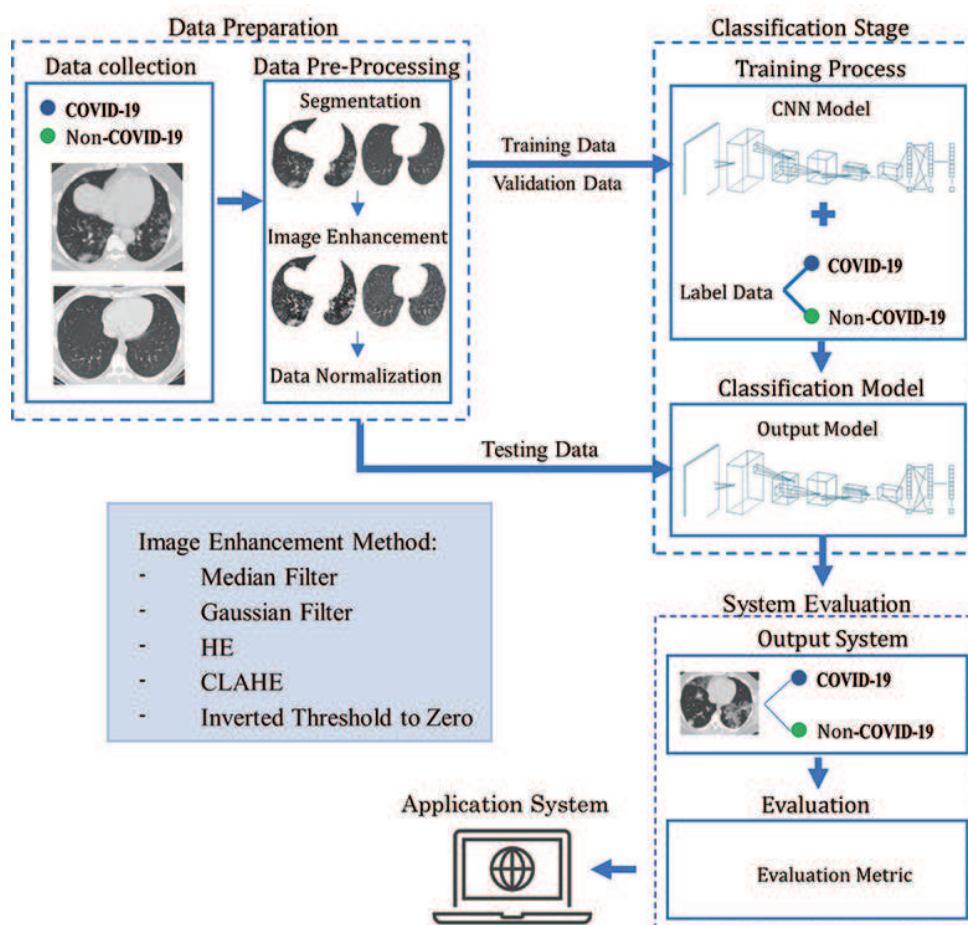 Data Preparation
Data collection
COVID-19
Non-COVID-19
Data Pre-Processing
Segmentation
Image Enhancement
Data Normalization
Training Data
Validation Data
Testing Data
Classification Stage
Training Process
CNN Model
COVID-19
Label Data
Non-COVID-19
Classification Model
Output Model
Image Enhancement Method:
- Median Filter
- Gaussian Filter
- HE
- CLAHE
- Inverted Threshold to Zero
System Evaluation
Output System
COVID-19
Non-COVID-19
Evaluation
Evaluation Metric
Application System